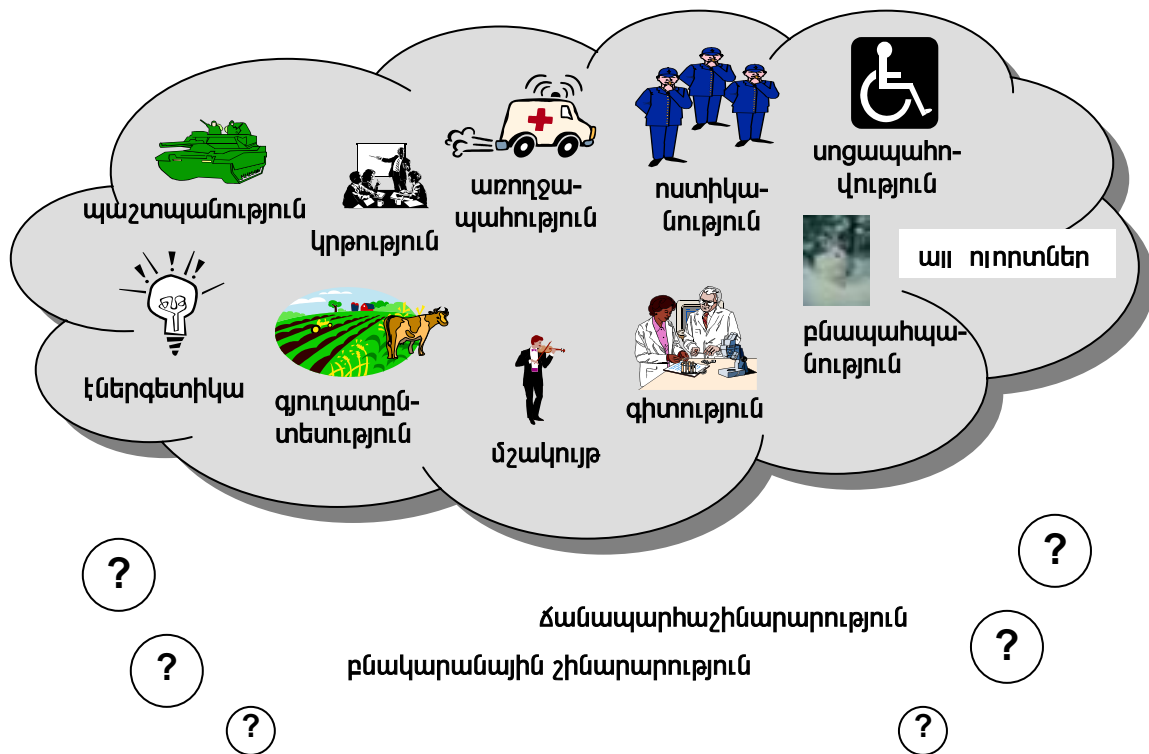 պաշտպանություն
կրթություն
առողջա-
պահություն
ոստիկա-
նություն
սոցապահո-
վություն
այլ ոլորտներ
էներգետիկա
գյուղատըն-
տեսություն
մշակույթ
գիտություն
բնապահպա-
նություն
?
?
?
ճանապարհաշինարարություն
բնակարանային շինարարություն
?
?
?